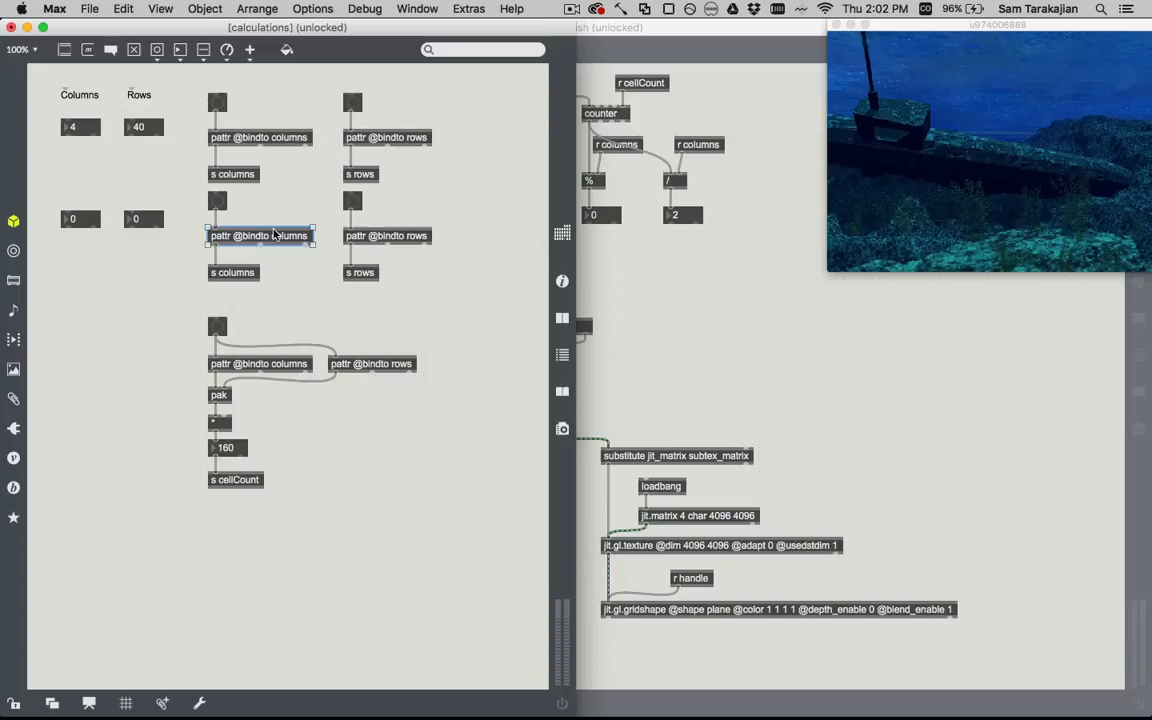 Max File Edit View Object Arrange Options Debug Window Extras Help
96% Thu 2:02 PM Sam Tarakajian
[calculations] (unlocked)
ish (unlocked)
u974006888
100%
Columns Rows
4 40
0 0
pattr @bindto columns
pattr @bindto rows
s columns
s rows
pattr @bindto columns
pattr @bindto rows
s columns
s rows
pattr @bindto columns
pattr @bindto rows
pak
*
160
s cellCount
r cellCount
counter
r columns
r columns
%
/
0
2
substitute jit_matrix subtex_matrix
loadbang
jit.matrix 4 char 4096 4096
jit.gl.texture @dim 4096 4096 @adapt 0 @usedstdim 1
r handle
jit.gl.gridshape @shape plane @color 1 1 1 1 @depth_enable 0 @blend_enable 1